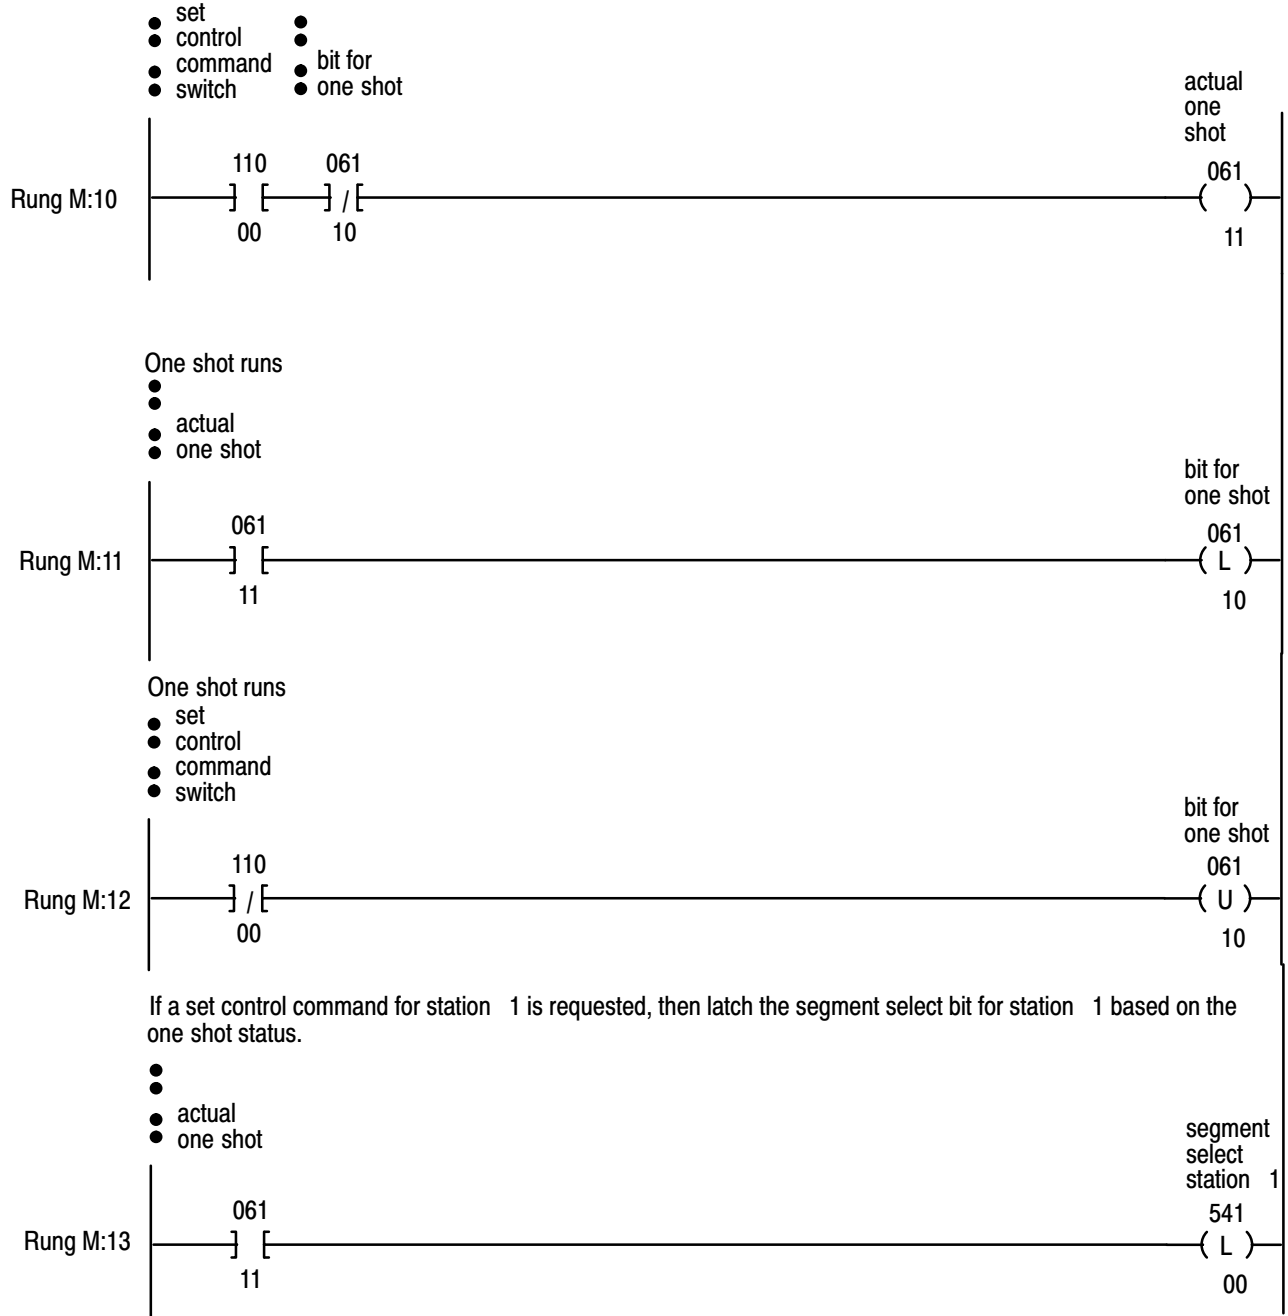 set
control
command
switch
bit for
one shot
actual
one
shot
110
061
061
Rung M:10
] [
] / [
( )
00
10
11
One shot runs
actual
one shot
bit for
one shot
061
061
Rung M:11
] [
( L )
11
10
One shot runs
set
control
command
switch
bit for
one shot
110
061
Rung M:12
] / [
( U )
00
10
If a set control command for station 1 is requested, then latch the segment select bit for station 1 based on the
one shot status.
actual
one shot
segment
select
station 1
061
541
Rung M:13
] [
( L )
11
00